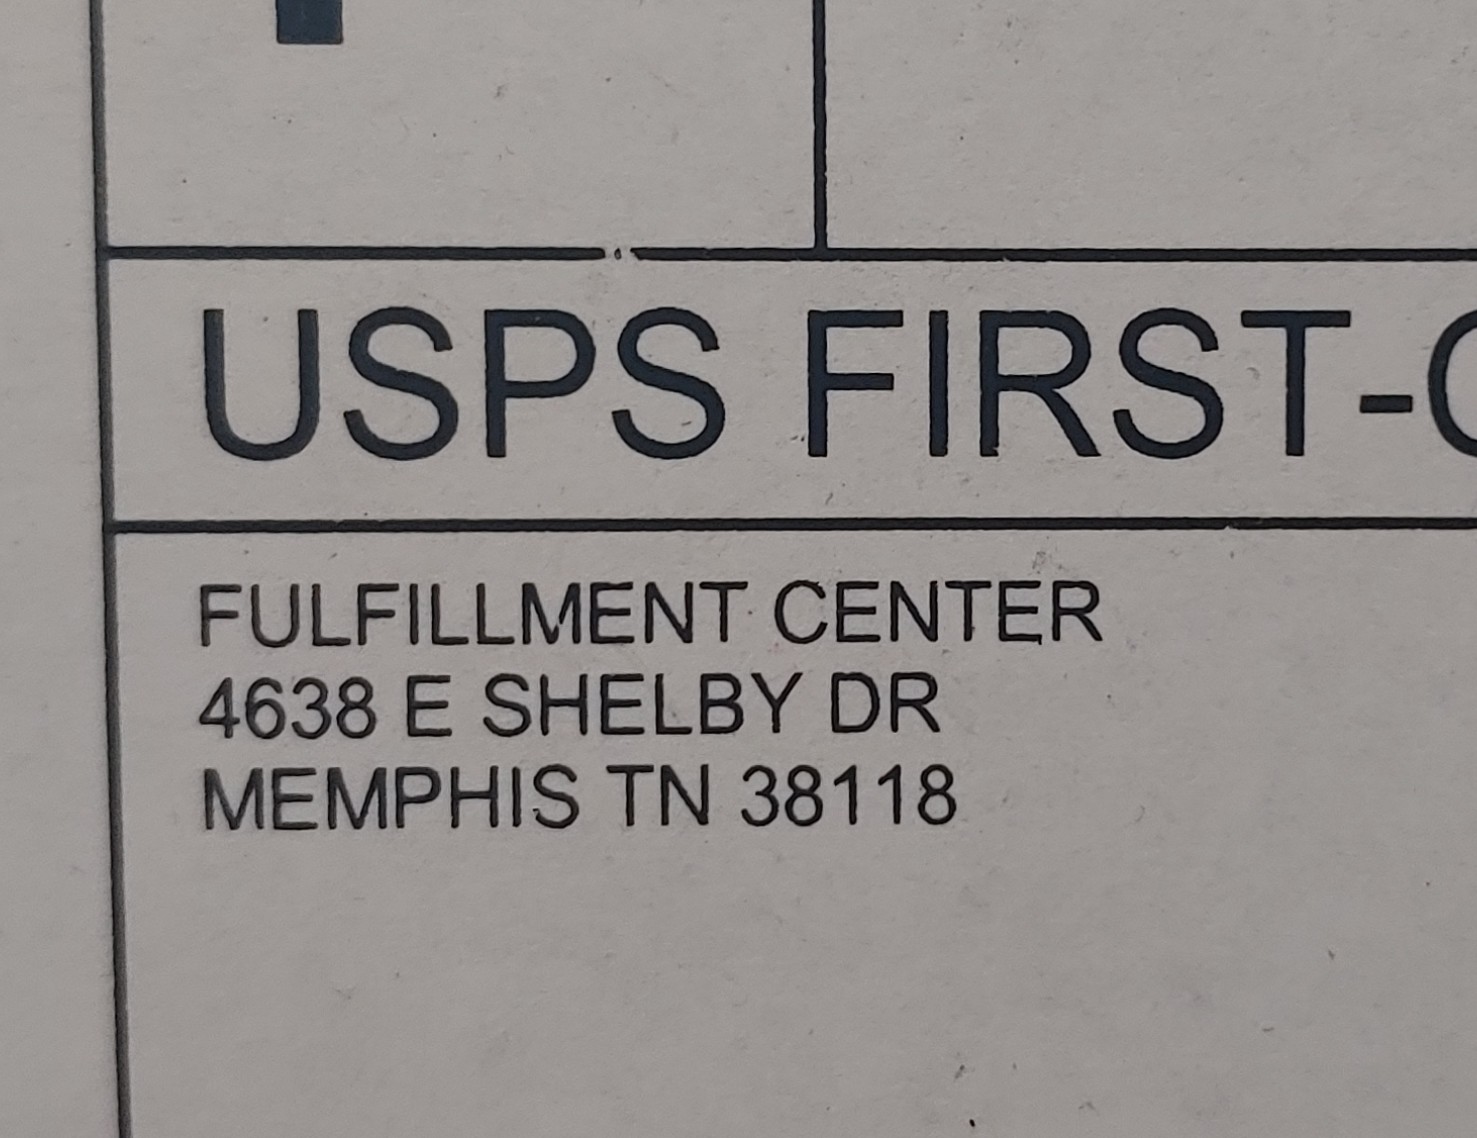 USPS FIRST-C
FULFILLMENT CENTER
4638 E SHELBY DR
MEMPHIS TN 38118